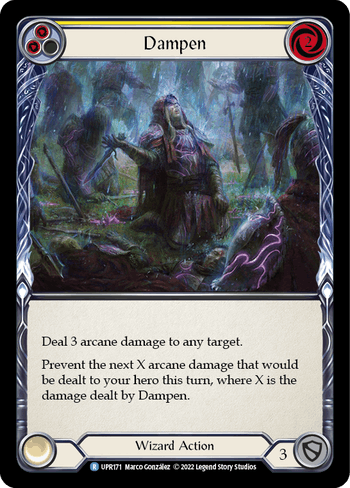 Dampen
2
Deal 3 arcane damage to any target.
Prevent the next X arcane damage that would
be dealt to your hero this turn, where X is the
damage dealt by Dampen.
Wizard Action
3
R UPR171 Marco González © 2022 Legend Story Studios